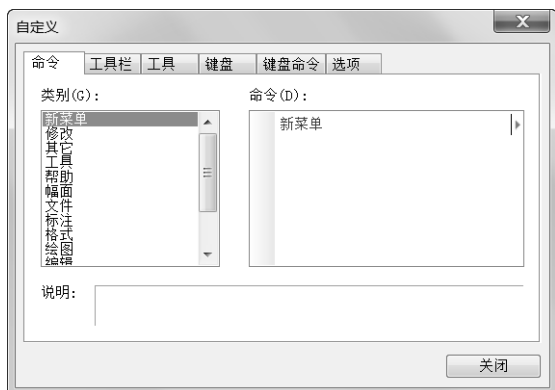 自定义
X
命令 工具栏 工具 键盘 键盘命令 选项
类别(G): 命令(D):
新菜单 新菜单
修改
其它
工具
帮助
幅面
文件
标注
格式
绘图
编辑
说明:
关闭